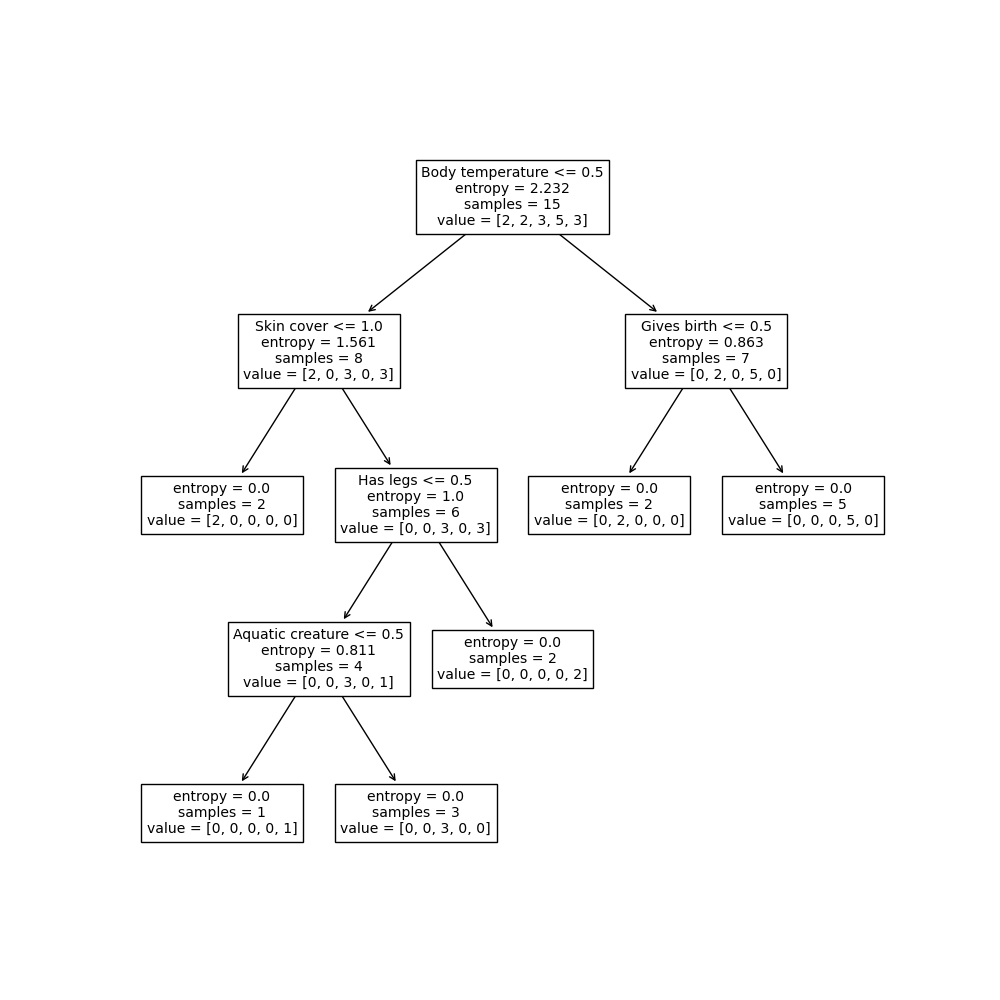 Body temperature <= 0.5
entropy = 2.232
samples = 15
value = [2, 2, 3, 5, 3]
Skin cover <= 1.0
entropy = 1.561
samples = 8
value = [2, 0, 3, 0, 3]
Gives birth <= 0.5
entropy = 0.863
samples = 7
value = [0, 2, 0, 5, 0]
entropy = 0.0
samples = 2
value = [2, 0, 0, 0, 0]
Has legs <= 0.5
entropy = 1.0
samples = 6
value = [0, 0, 3, 0, 3]
entropy = 0.0
samples = 2
value = [0, 2, 0, 0, 0]
entropy = 0.0
samples = 5
value = [0, 0, 0, 5, 0]
Aquatic creature <= 0.5
entropy = 0.811
samples = 4
value = [0, 0, 3, 0, 1]
entropy = 0.0
samples = 2
value = [0, 0, 0, 0, 2]
entropy = 0.0
samples = 1
value = [0, 0, 0, 0, 1]
entropy = 0.0
samples = 3
value = [0, 0, 3, 0, 0]